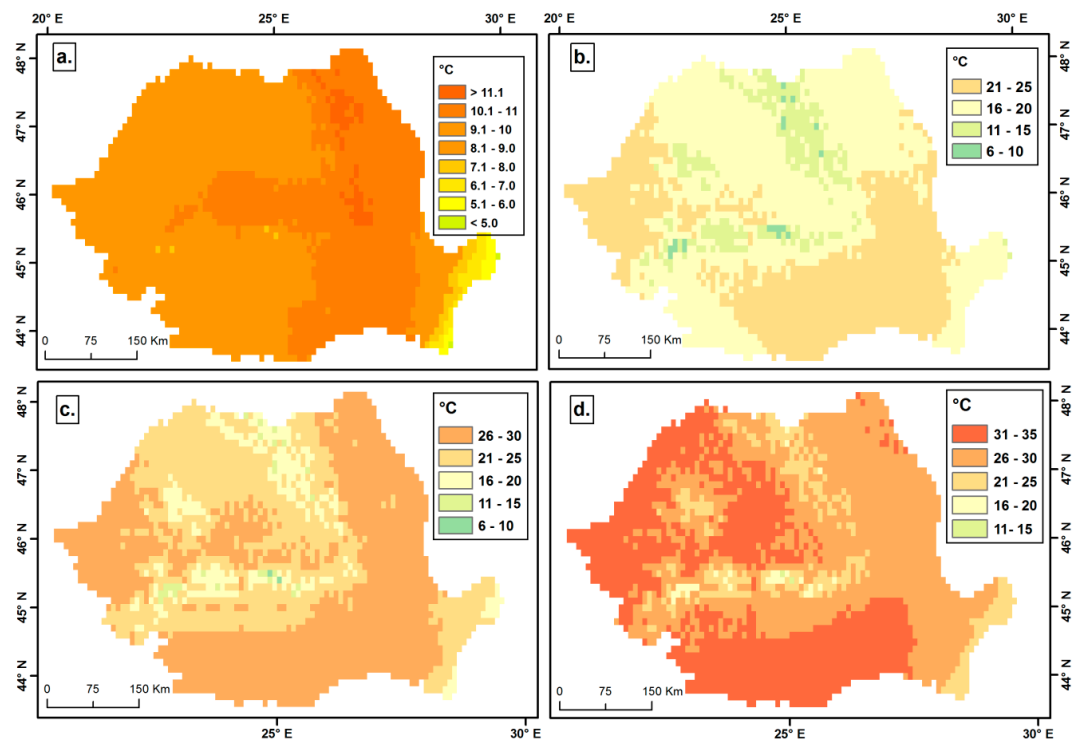 20° E
25° E
30° E
a.
48° N
47° N
46° N
45° N
44° N
°C
> 11.1
10.1 - 11
9.1 - 10
8.1 - 9.0
7.1 - 8.0
6.1 - 7.0
5.1 - 6.0
< 5.0
0 75 150 Km
20° E
25° E
30° E
b.
°C
21 - 25
16 - 20
11 - 15
6 - 10
48° N
47° N
46° N
45° N
44° N
0 75 150 Km
c.
48° N
47° N
46° N
45° N
44° N
°C
26 - 30
21 - 25
16 - 20
11 - 15
6 - 10
0 75 150 Km
25° E
30° E
d.
°C
31 - 35
26 - 30
21 - 25
16 - 20
11- 15
48° N
47° N
46° N
45° N
44° N
0 75 150 Km
25° E
30° E